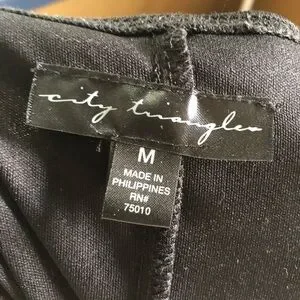 city triangles
M
MADE IN
PHILIPPINES
RN#
75010